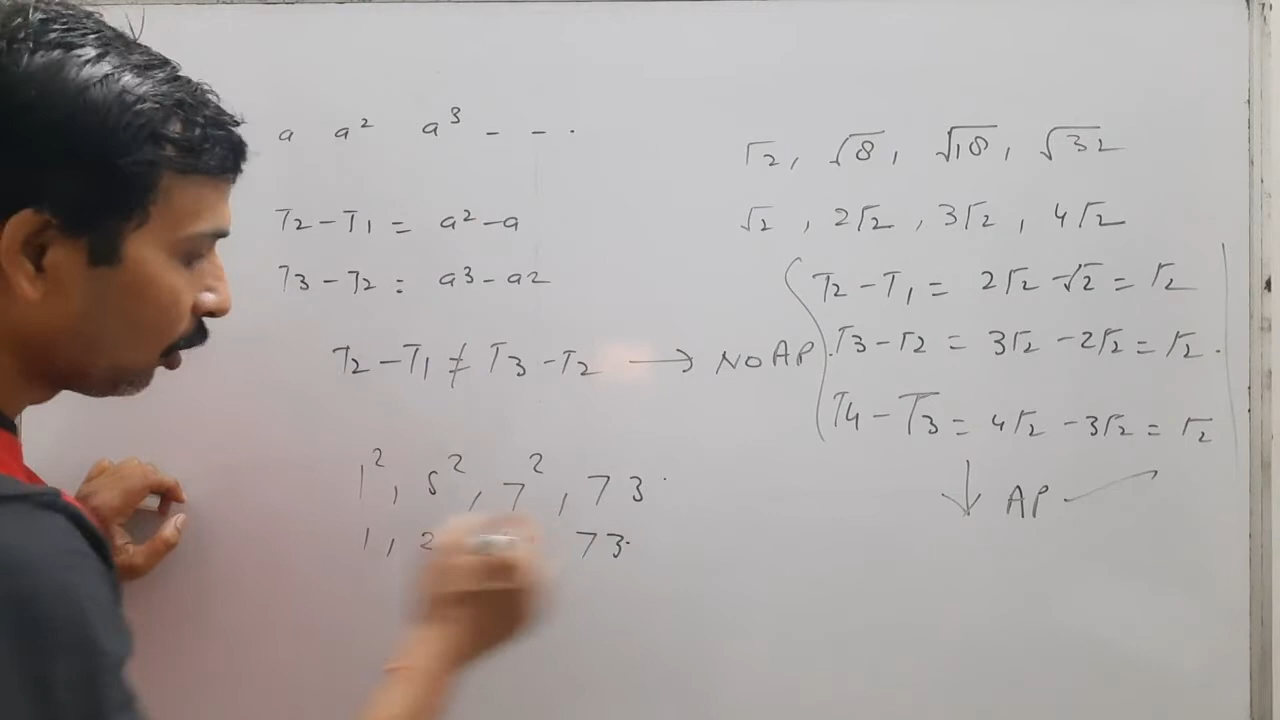 a a² a³ - - .
T2 - T1 = a² - a
T3 - T2 = a³ - a2
T2 - T1 ≠ T3 - T2 → NO AP
1², 5², 7², 73.
1, 2 73.
√2, √8, √18, √32
√2, 2√2, 3√2, 4√2
T2 - T1 = 2√2 - √2 = √2
T3 - T2 = 3√2 - 2√2 = √2.
T4 - T3 = 4√2 - 3√2 = √2
↓ AP